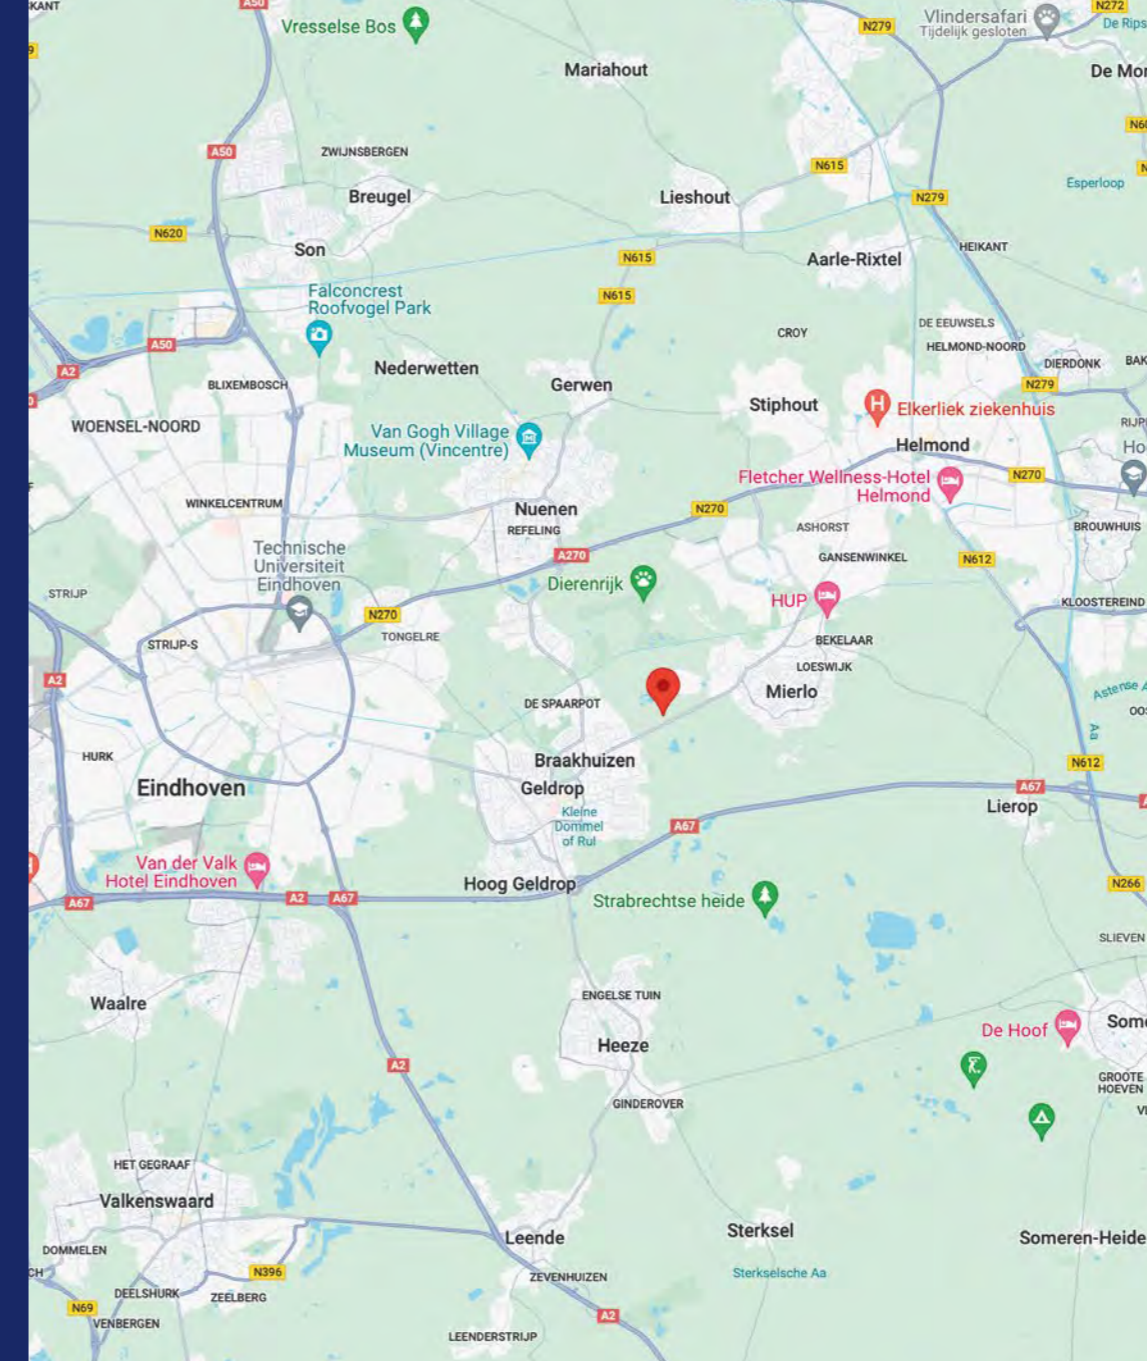 KANT
A50
Vresselse Bos
N279
Vlindersafari
Tijdelijk gesloten
N272
De Rips
Mariahout
De Mor
A50
ZWIJNSBERGEN
N615
Breugel
Lieshout
N279
Esperloop
N620
Son
N615
Aarle-Rixtel
HEIKANT
Falconcrest
Roofvogel Park
N615
A50
CROY
DE EEUWSELS
HELMOND-NOORD
DIERDONK
BAK
A2
Nederwetten
BLIXEMBOSCH
Gerwen
N279
WOENSEL-NOORD
Stiphout
Elkerliek ziekenhuis
RIJP
Van Gogh Village
Museum (Vincentre)
Helmond
Ho
Fletcher Wellness-Hotel
Helmond
N270
WINKELCENTRUM
Nuenen
REFELING
N270
ASHORST
BROUWHUIS
Technische
Universiteit
Eindhoven
A270
GANSENWINKEL
N612
STRIJP
Dierenrijk
HUP
KLOOSTEREIND
N270
STRIJP-S
TONGELRE
BEKELAAR
LOESWIJK
A2
Mierlo
Astense A
DE SPAARPOT
Aa
HURK
Braakhuizen
N612
Eindhoven
Geldrop
A67
Lierop
Kleine
Dommel
of Rul
A67
Van der Valk
Hotel Eindhoven
Hoog Geldrop
N266
A67
A2
A67
Strabrechtse heide
SLIEVEN
Waalre
ENGELSE TUIN
De Hoof
Som
Heeze
A2
GROOTE
HOEVEN
GINDEROVER
HET GEGRAAF
Valkenswaard
Leende
Sterksel
Someren-Heide
DOMMELEN
CH
N396
ZEVENHUIZEN
Sterkselsche Aa
DEELSHURK
ZEELBERG
N69
VENBERGEN
A2
LEENDERSTRIJP